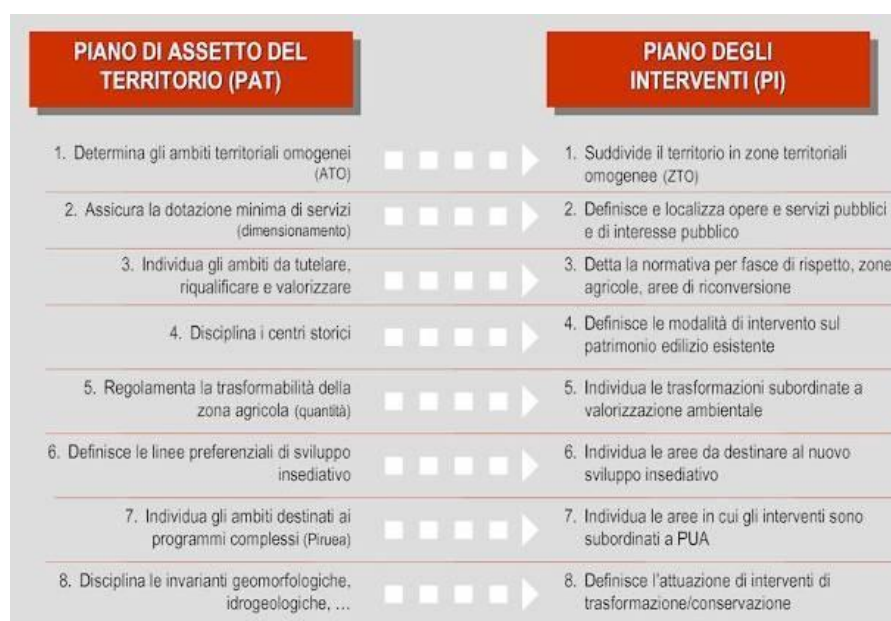 PIANO DI ASSETTO DEL
TERRITORIO (PAT)
PIANO DEGLI
INTERVENTI (PI)
1. Determina gli ambiti territoriali omogenei
(ATO)
1. Suddivide il territorio in zone territoriali
omogenee (ZTO)
2. Assicura la dotazione minima di servizi
(dimensionamento)
2. Definisce e localizza opere e servizi pubblici
e di interesse pubblico
3. Individua gli ambiti da tutelare,
riqualificare e valorizzare
3. Detta la normativa per fasce di rispetto, zone
agricole, aree di riconversione
4. Disciplina i centri storici
4. Definisce le modalità di intervento sul
patrimonio edilizio esistente
5. Regolamenta la trasformabilità della
zona agricola (quantità)
5. Individua le trasformazioni subordinate a
valorizzazione ambientale
6. Definisce le linee preferenziali di sviluppo
insediativo
6. Individua le aree da destinare al nuovo
sviluppo insediativo
7. Individua gli ambiti destinati ai
programmi complessi (Piruea)
7. Individua le aree in cui gli interventi sono
subordinati a PUA
8. Disciplina le invarianti geomorfologiche,
idrogeologiche, ...
8. Definisce l'attuazione di interventi di
trasformazione/conservazione